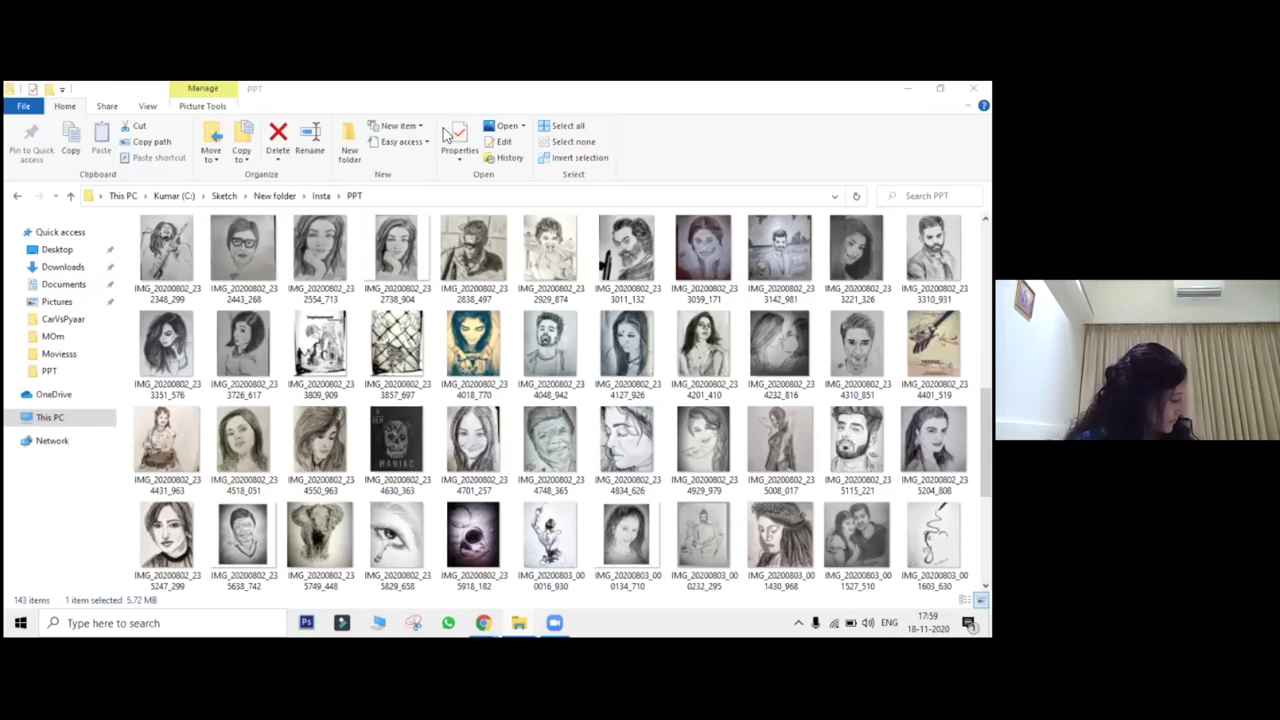 Manage
PPT
File
Home
Share
View
Picture Tools
Pin to Quick access
Copy
Paste
Cut
Copy path
Paste shortcut
Move to
Copy to
Delete
Rename
New folder
New item
Easy access
Properties
Open
Edit
History
Select all
Select none
Invert selection
Clipboard
Organize
New
Open
Select
This PC > Kumar (C:) > Sketch > New folder > Insta > PPT
Search PPT
Quick access
Desktop
Downloads
Documents
Pictures
CarVsPyaar
MOm
Moviesss
PPT
OneDrive
This PC
Network
IMG_20200802_23 IMG_20200802_23 IMG_20200802_23 IMG_20200802_23 IMG_20200802_23 IMG_20200802_23 IMG_20200802_23 IMG_20200802_23 IMG_20200802_23 IMG_20200802_23 IMG_20200802_23
2348_299 2443_268 2554_713 2738_904 2838_497 2929_874 3011_132 3059_171 3142_981 3221_326 3310_931
IMG_20200802_23 IMG_20200802_23 IMG_20200802_23 IMG_20200802_23 IMG_20200802_23 IMG_20200802_23 IMG_20200802_23 IMG_20200802_23 IMG_20200802_23 IMG_20200802_23 IMG_20200802_23
3351_576 3726_617 3809_909 3857_697 4018_770 4048_942 4127_926 4201_410 4232_816 4310_851 4401_519
MANIAC
IMG_20200802_23 IMG_20200802_23 IMG_20200802_23 IMG_20200802_23 IMG_20200802_23 IMG_20200802_23 IMG_20200802_23 IMG_20200802_23 IMG_20200802_23 IMG_20200802_23 IMG_20200802_23
4431_963 4518_051 4550_963 4630_363 4701_257 4748_365 4834_626 4929_979 5008_017 5115_221 5204_808
IMG_20200802_23 IMG_20200802_23 IMG_20200802_23 IMG_20200802_23 IMG_20200802_23 IMG_20200803_00 IMG_20200803_00 IMG_20200803_00 IMG_20200803_00 IMG_20200803_00 IMG_20200803_00
5247_299 5638_742 5749_448 5829_658 5918_182 0016_930 0134_710 0232_295 1430_968 1527_510 1603_630
143 items
1 item selected 5.72 MB
Type here to search
Ps
ENG
17:59
18-11-2020